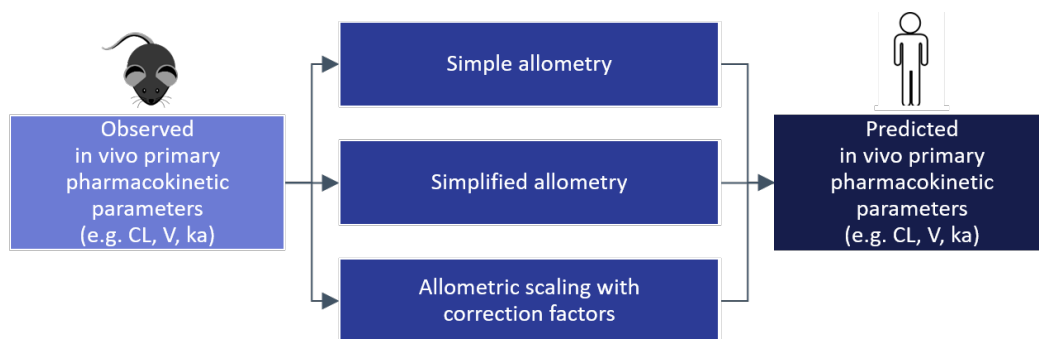 Observed
in vivo primary
pharmacokinetic
parameters
(e.g. CL, V, ka)
Simple allometry
Simplified allometry
Allometric scaling with
correction factors
Predicted
in vivo primary
pharmacokinetic
parameters
(e.g. CL, V, ka)